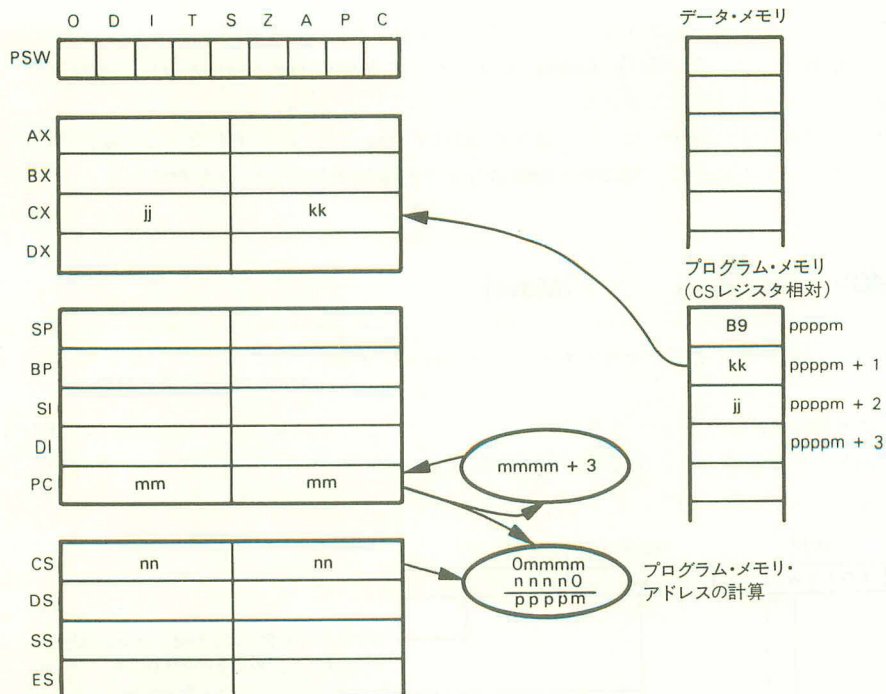 O D I T S Z A P C
PSW
AX
BX
CX jj kk
DX
SP
BP
SI
DI
PC mm mm
CS nn nn
DS
SS
ES
mmmm + 3
0mmmm
nnnn0
ppppm
プログラム・メモリ・
アドレスの計算
データ・メモリ
プログラム・メモリ
(CSレジスタ相対)
B9 ppppm
kk ppppm + 1
jj ppppm + 2
ppppm + 3